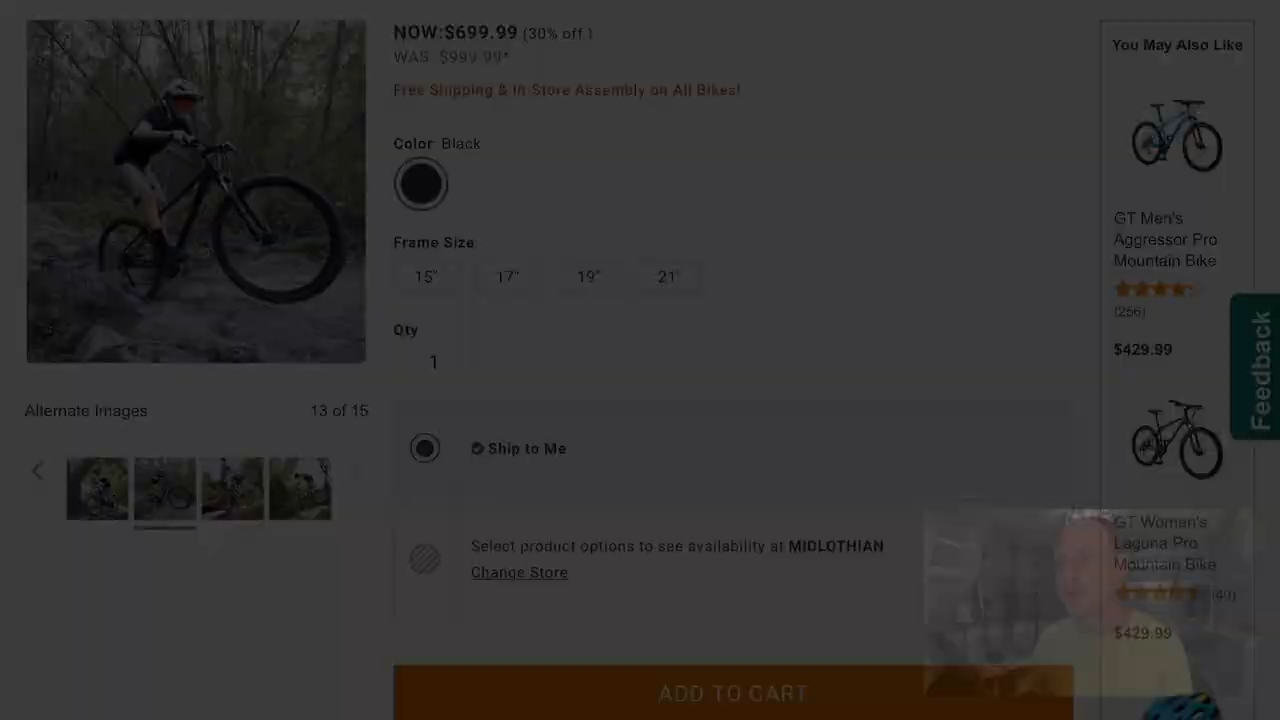 NOW:$699.99 (30% off )
WAS: $999.99*
Free Shipping & In-Store Assembly on All Bikes!
Color: Black
Frame Size
15" 17" 19" 21"
Qty
1
Alternate Images 13 of 15
Ship to Me
Select product options to see availability at MIDLOTHIAN
Change Store
ADD TO CART
You May Also Like
GT Men's
Aggressor Pro
Mountain Bike
(256)
$429.99
GT Women's
Laguna Pro
Mountain Bike
(49)
$429.99
Feedback